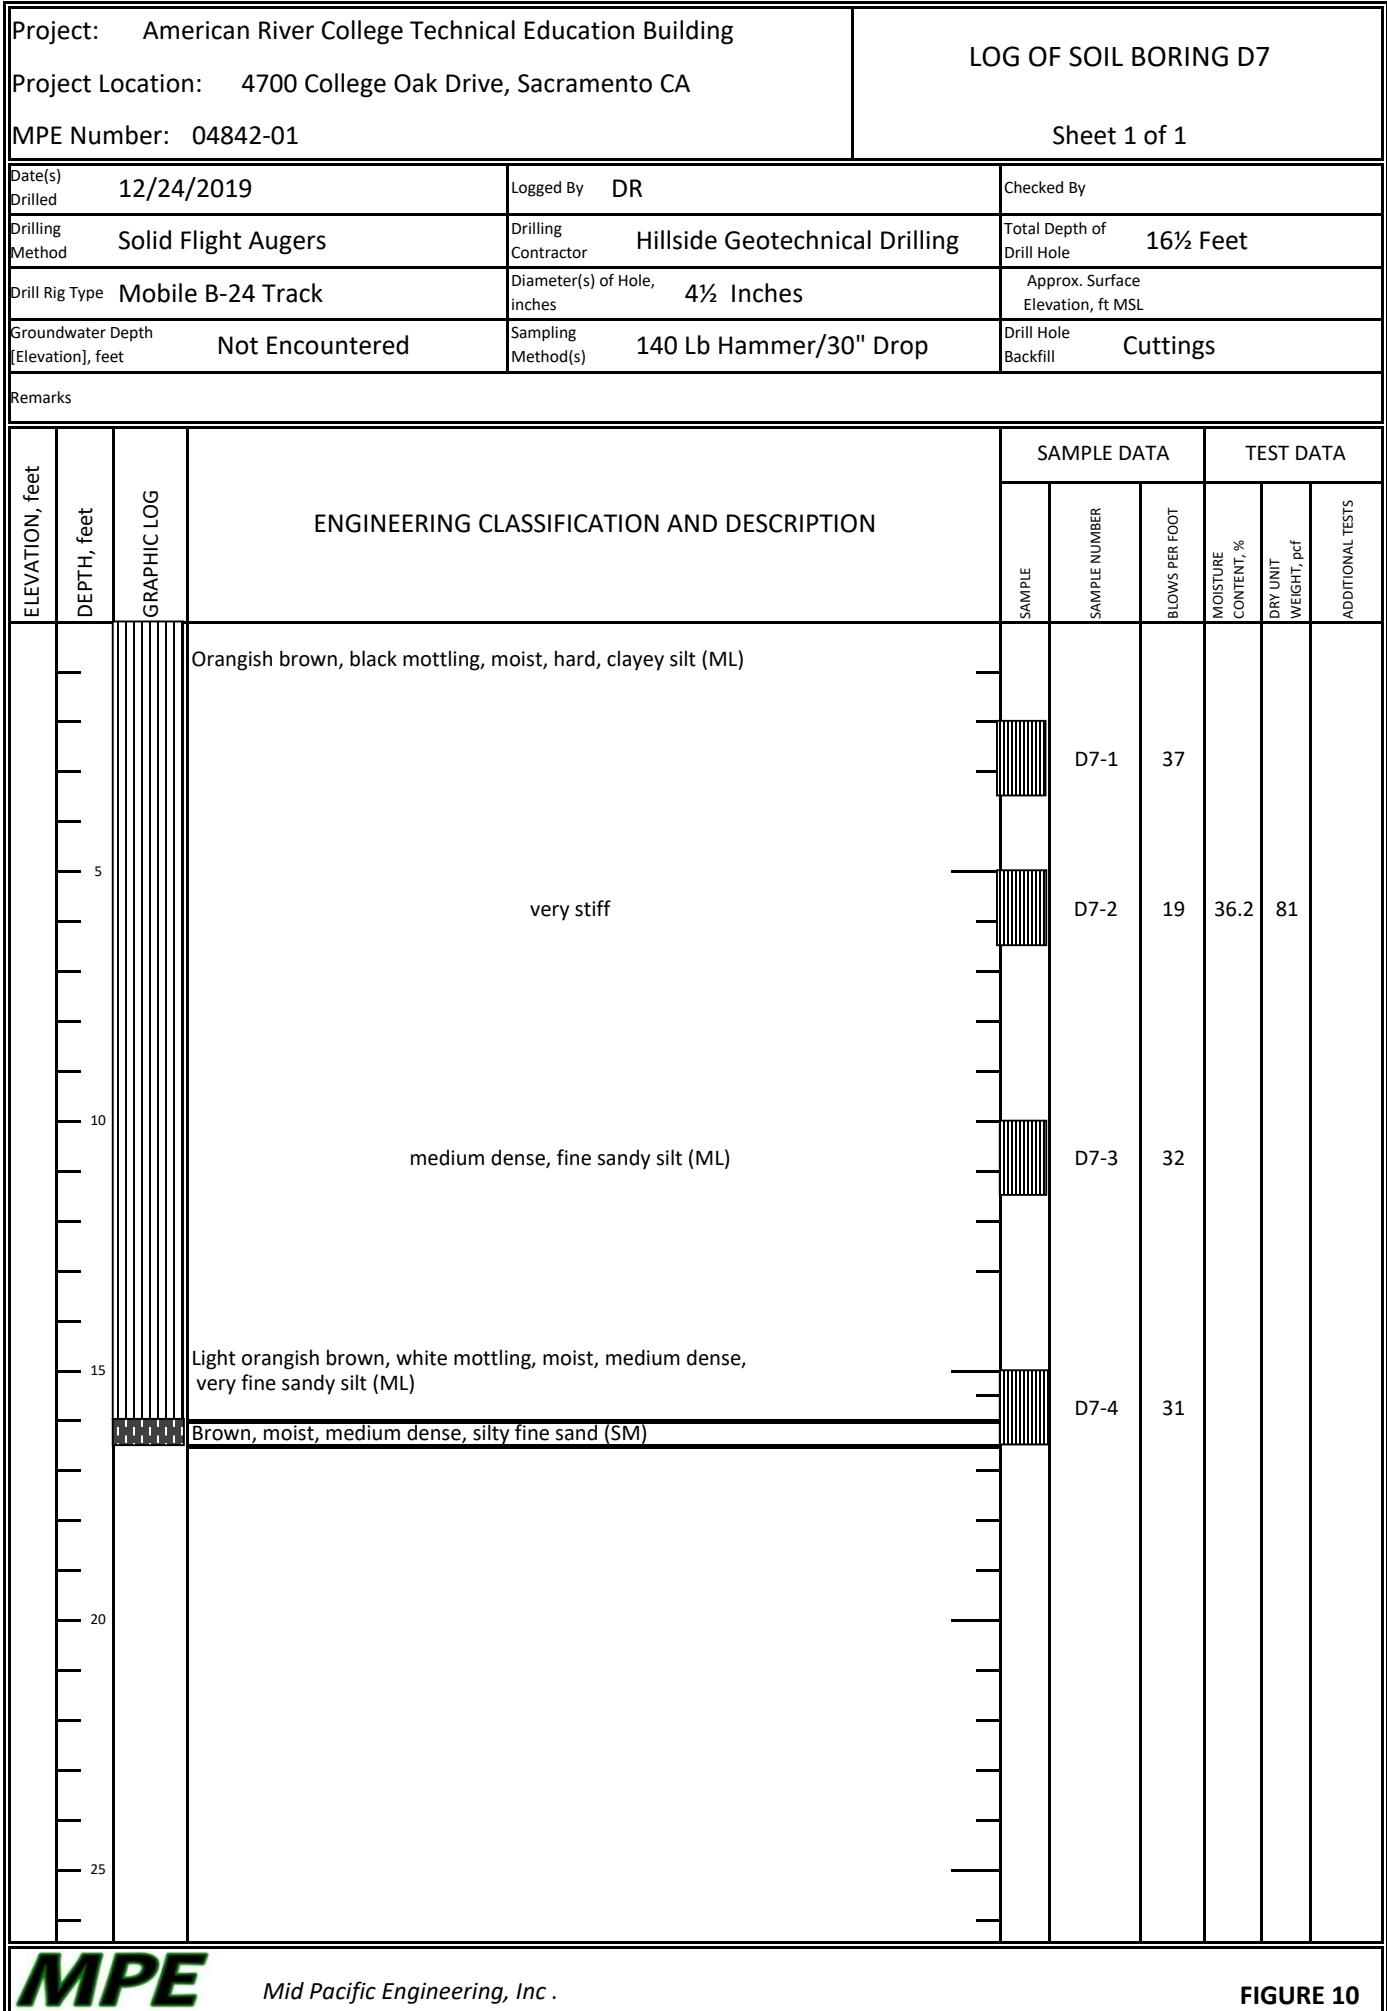 Project: American River College Technical Education Building
Project Location: 4700 College Oak Drive, Sacramento CA
MPE Number: 04842-01
LOG OF SOIL BORING D7
Sheet 1 of 1
Date(s)
Drilled
12/24/2019
Logged By DR
Checked By
Drilling
Method
Solid Flight Augers
Drilling
Contractor
Hillside Geotechnical Drilling
Total Depth of
Drill Hole
16½ Feet
Drill Rig Type Mobile B-24 Track
Diameter(s) of Hole,
inches
4½ Inches
Approx. Surface
Elevation, ft MSL
Groundwater Depth
[Elevation], feet
Not Encountered
Sampling
Method(s)
140 Lb Hammer/30" Drop
Drill Hole
Backfill
Cuttings
Remarks
ELEVATION, feet
DEPTH, feet
GRAPHIC LOG
ENGINEERING CLASSIFICATION AND DESCRIPTION
SAMPLE DATA
TEST DATA
SAMPLE
SAMPLE NUMBER
BLOWS PER FOOT
MOISTURE
CONTENT, %
DRY UNIT
WEIGHT, pcf
ADDITIONAL TESTS
Orangish brown, black mottling, moist, hard, clayey silt (ML)
D7-1 37
5
very stiff D7-2 19 36.2 81
10
medium dense, fine sandy silt (ML) D7-3 32
Light orangish brown, white mottling, moist, medium dense,
15
very fine sandy silt (ML)
D7-4 31
Brown, moist, medium dense, silty fine sand (SM)
20
25
MPE
Mid Pacific Engineering, Inc .
FIGURE 10